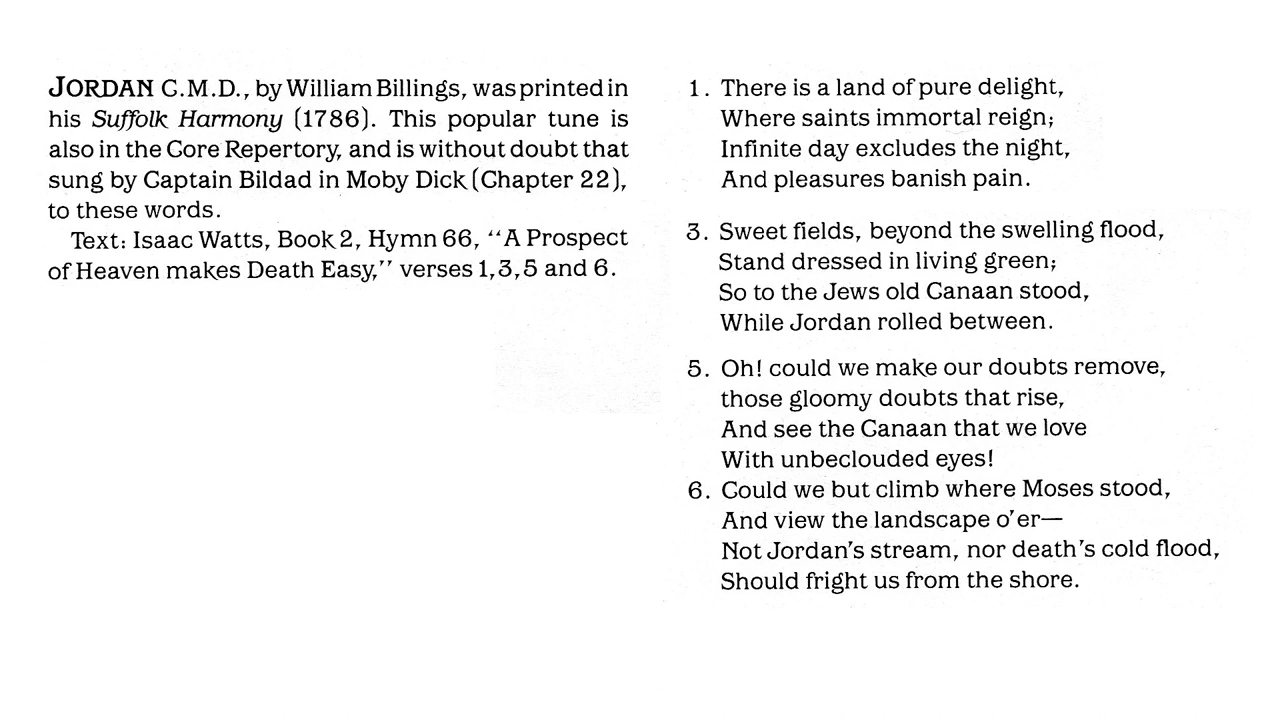 JORDAN C.M.D., by William Billings, was printed in
his Suffolk Harmony (1786). This popular tune is
also in the Core Repertory, and is without doubt that
sung by Captain Bildad in Moby Dick (Chapter 22),
to these words.
Text: Isaac Watts, Book 2, Hymn 66, “A Prospect
of Heaven makes Death Easy,” verses 1,3,5 and 6.
1. There is a land of pure delight,
Where saints immortal reign;
Infinite day excludes the night,
And pleasures banish pain.
3. Sweet fields, beyond the swelling flood,
Stand dressed in living green;
So to the Jews old Canaan stood,
While Jordan rolled between.
5. Oh! could we make our doubts remove,
those gloomy doubts that rise,
And see the Canaan that we love
With unbeclouded eyes!
6. Could we but climb where Moses stood,
And view the landscape o’er—
Not Jordan’s stream, nor death’s cold flood,
Should fright us from the shore.